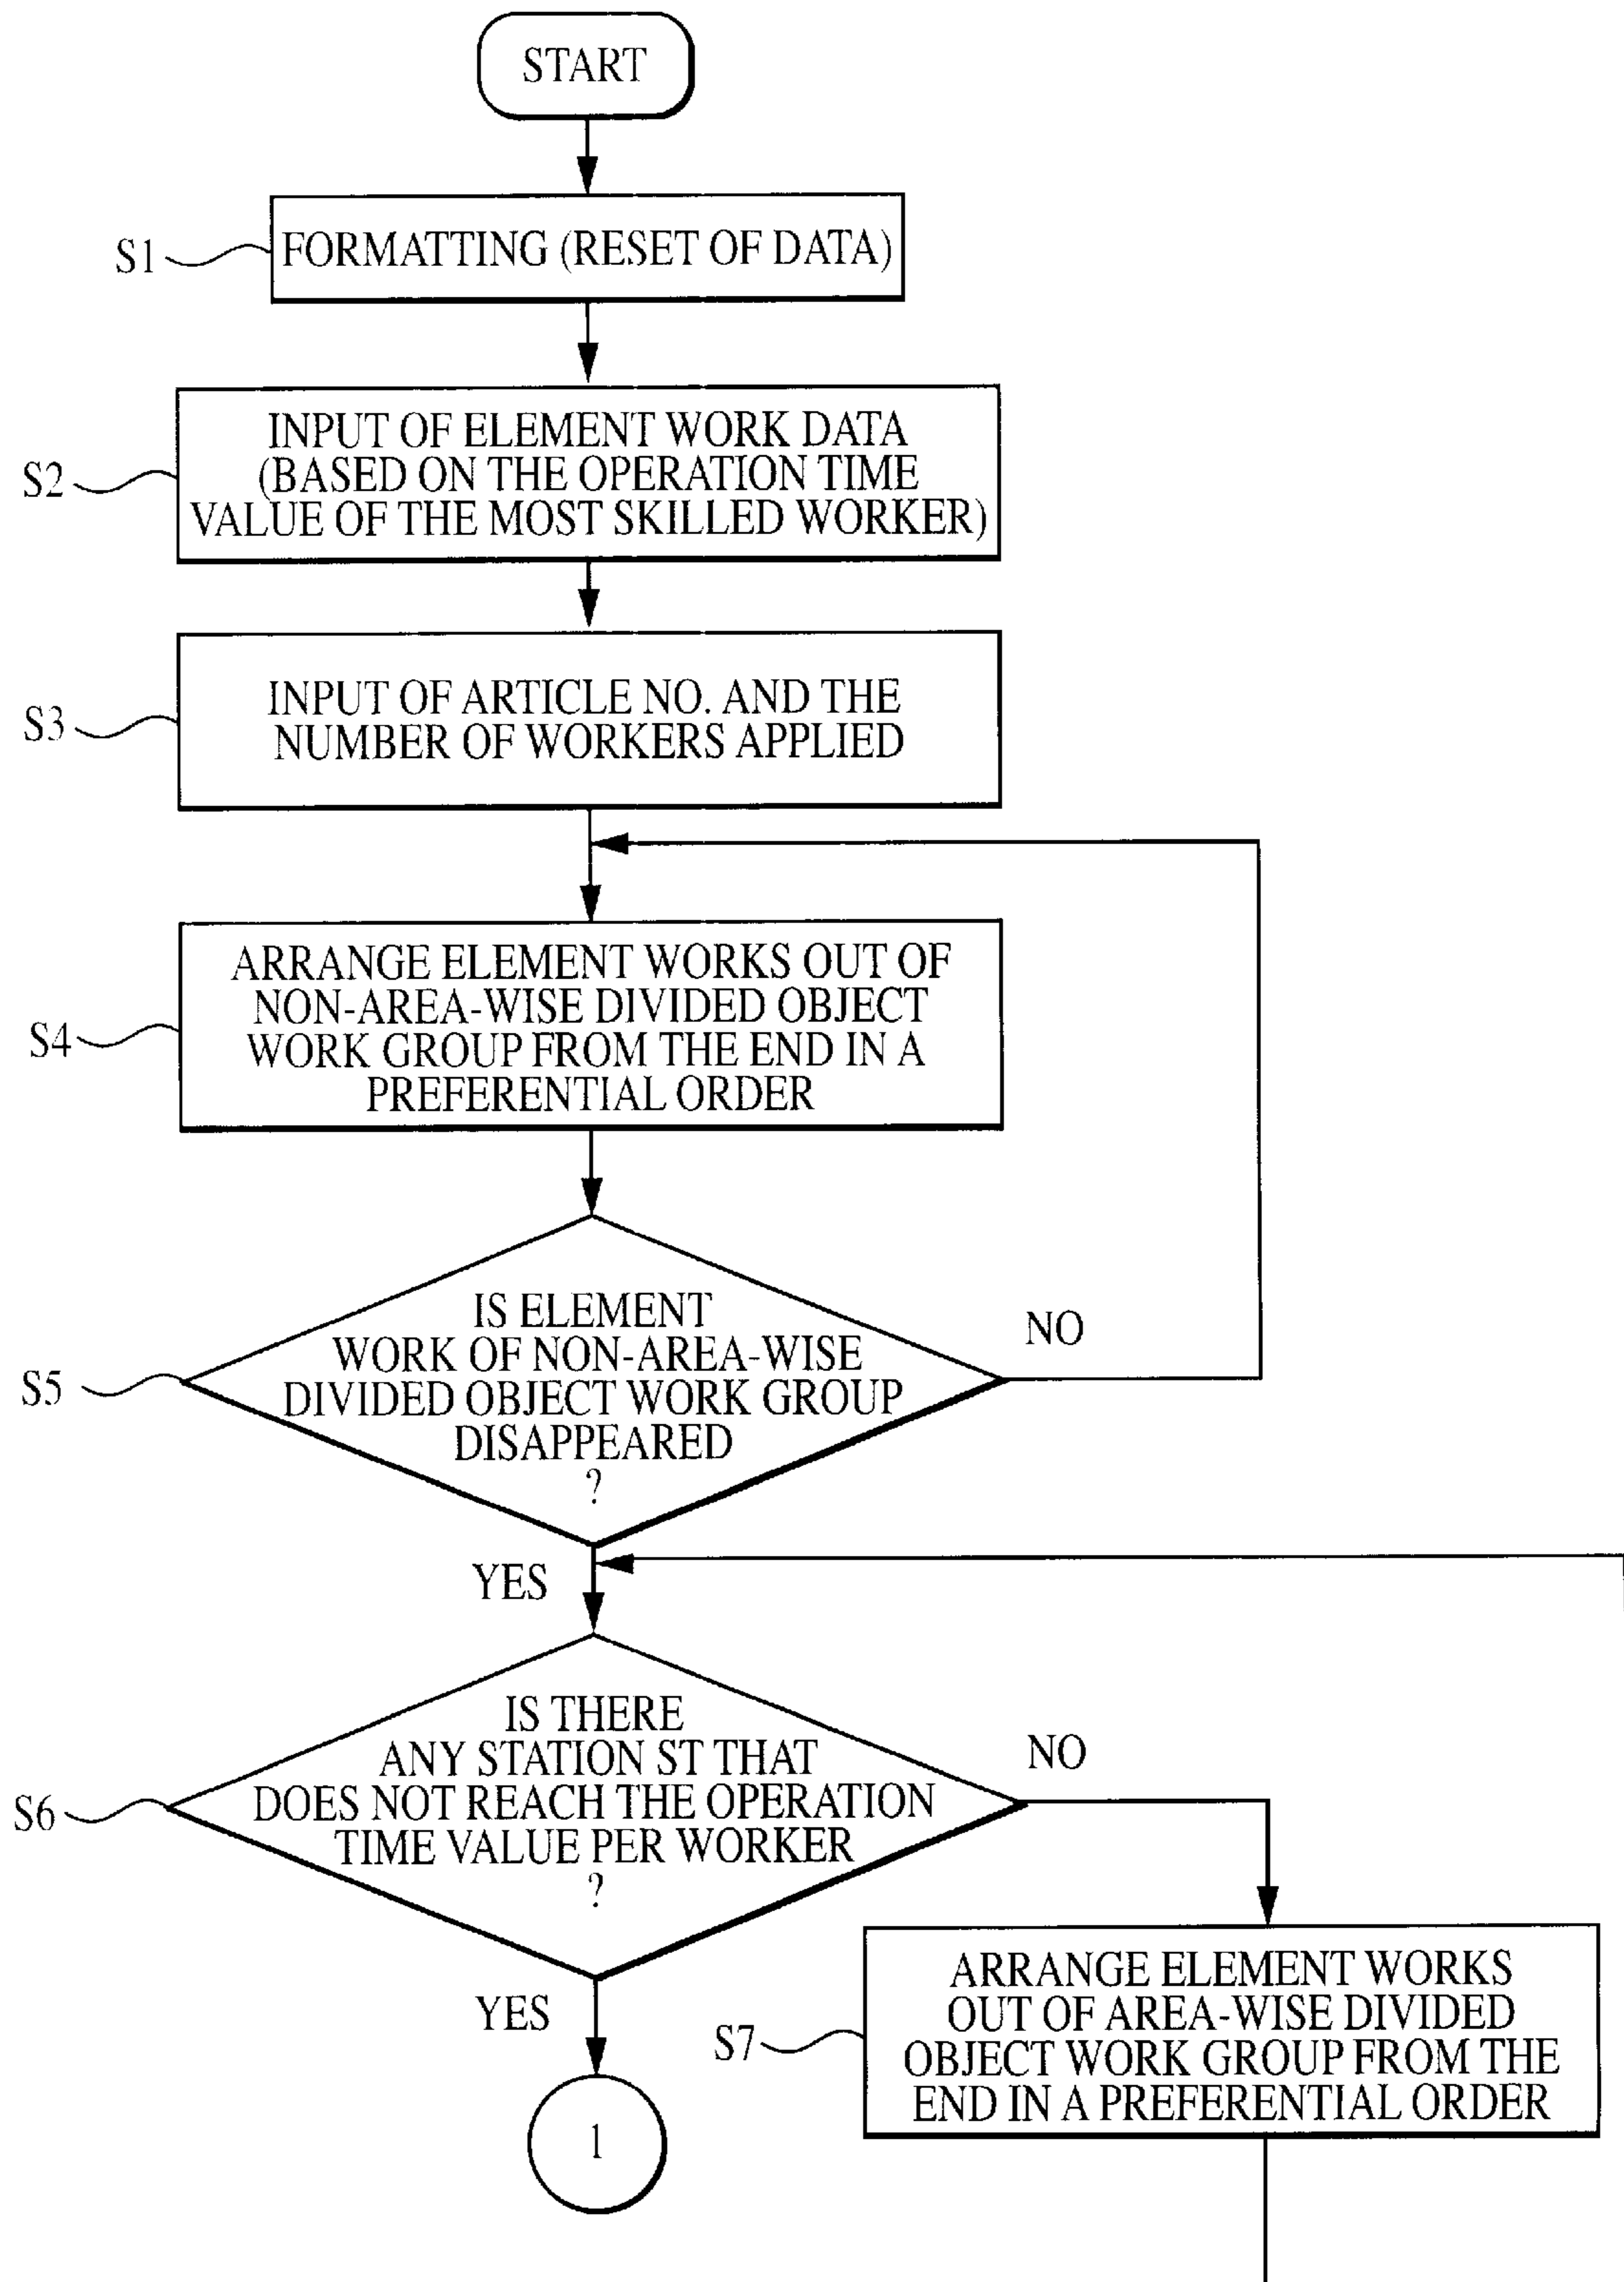 START
S1
FORMATTING (RESET OF DATA)
S2
INPUT OF ELEMENT WORK DATA
(BASED ON THE OPERATION TIME
VALUE OF THE MOST SKILLED WORKER)
S3
INPUT OF ARTICLE NO. AND THE
NUMBER OF WORKERS APPLIED
S4
ARRANGE ELEMENT WORKS OUT OF
NON-AREA-WISE DIVIDED OBJECT
WORK GROUP FROM THE END IN A
PREFERENTIAL ORDER
S5
IS ELEMENT
WORK OF NON-AREA-WISE
DIVIDED OBJECT WORK GROUP
DISAPPEARED
?
NO
YES
S6
IS THERE
ANY STATION ST THAT
DOES NOT REACH THE OPERATION
TIME VALUE PER WORKER
?
NO
YES
S7
ARRANGE ELEMENT WORKS
OUT OF AREA-WISE DIVIDED
OBJECT WORK GROUP FROM THE
END IN A PREFERENTIAL ORDER
1